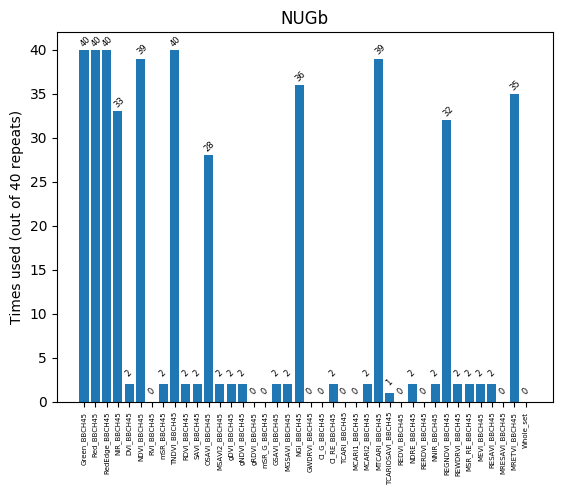 NUGb
Times used (out of 40 repeats)
40
35
30
25
20
15
10
5
0
40
40
40
33
2
39
0
2
40
2
2
28
2
2
2
0
0
2
2
36
0
0
2
0
0
2
39
1
0
2
0
2
32
2
2
2
2
0
35
0
Green_BBCH45
Red_BBCH45
RedEdge_BBCH45
NIR_BBCH45
DVI_BBCH45
NDVI_BBCH45
RVI_BBCH45
mSR_BBCH45
TNDVI_BBCH45
RDVI_BBCH45
SAVI_BBCH45
OSAVI_BBCH45
MSAVI2_BBCH45
gDVI_BBCH45
gNDVI_BBCH45
gRDVI_BBCH45
mSR_G_BBCH45
GSAVI_BBCH45
MGSAVI_BBCH45
NGI_BBCH45
GWDRVI_BBCH45
CI_G_BBCH45
CI_RE_BBCH45
TCARI_BBCH45
MCARI1_BBCH45
MCARI2_BBCH45
MTCARI_BBCH45
TCARIOSAVI_BBCH45
REDVI_BBCH45
NDRE_BBCH45
RERDVI_BBCH45
NNIR_BBCH45
REGNDVI_BBCH45
REWDRVI_BBCH45
MSR_RE_BBCH45
MEVI_BBCH45
RESAVI_BBCH45
MRESAVI_BBCH45
MRETVI_BBCH45
Whole_set